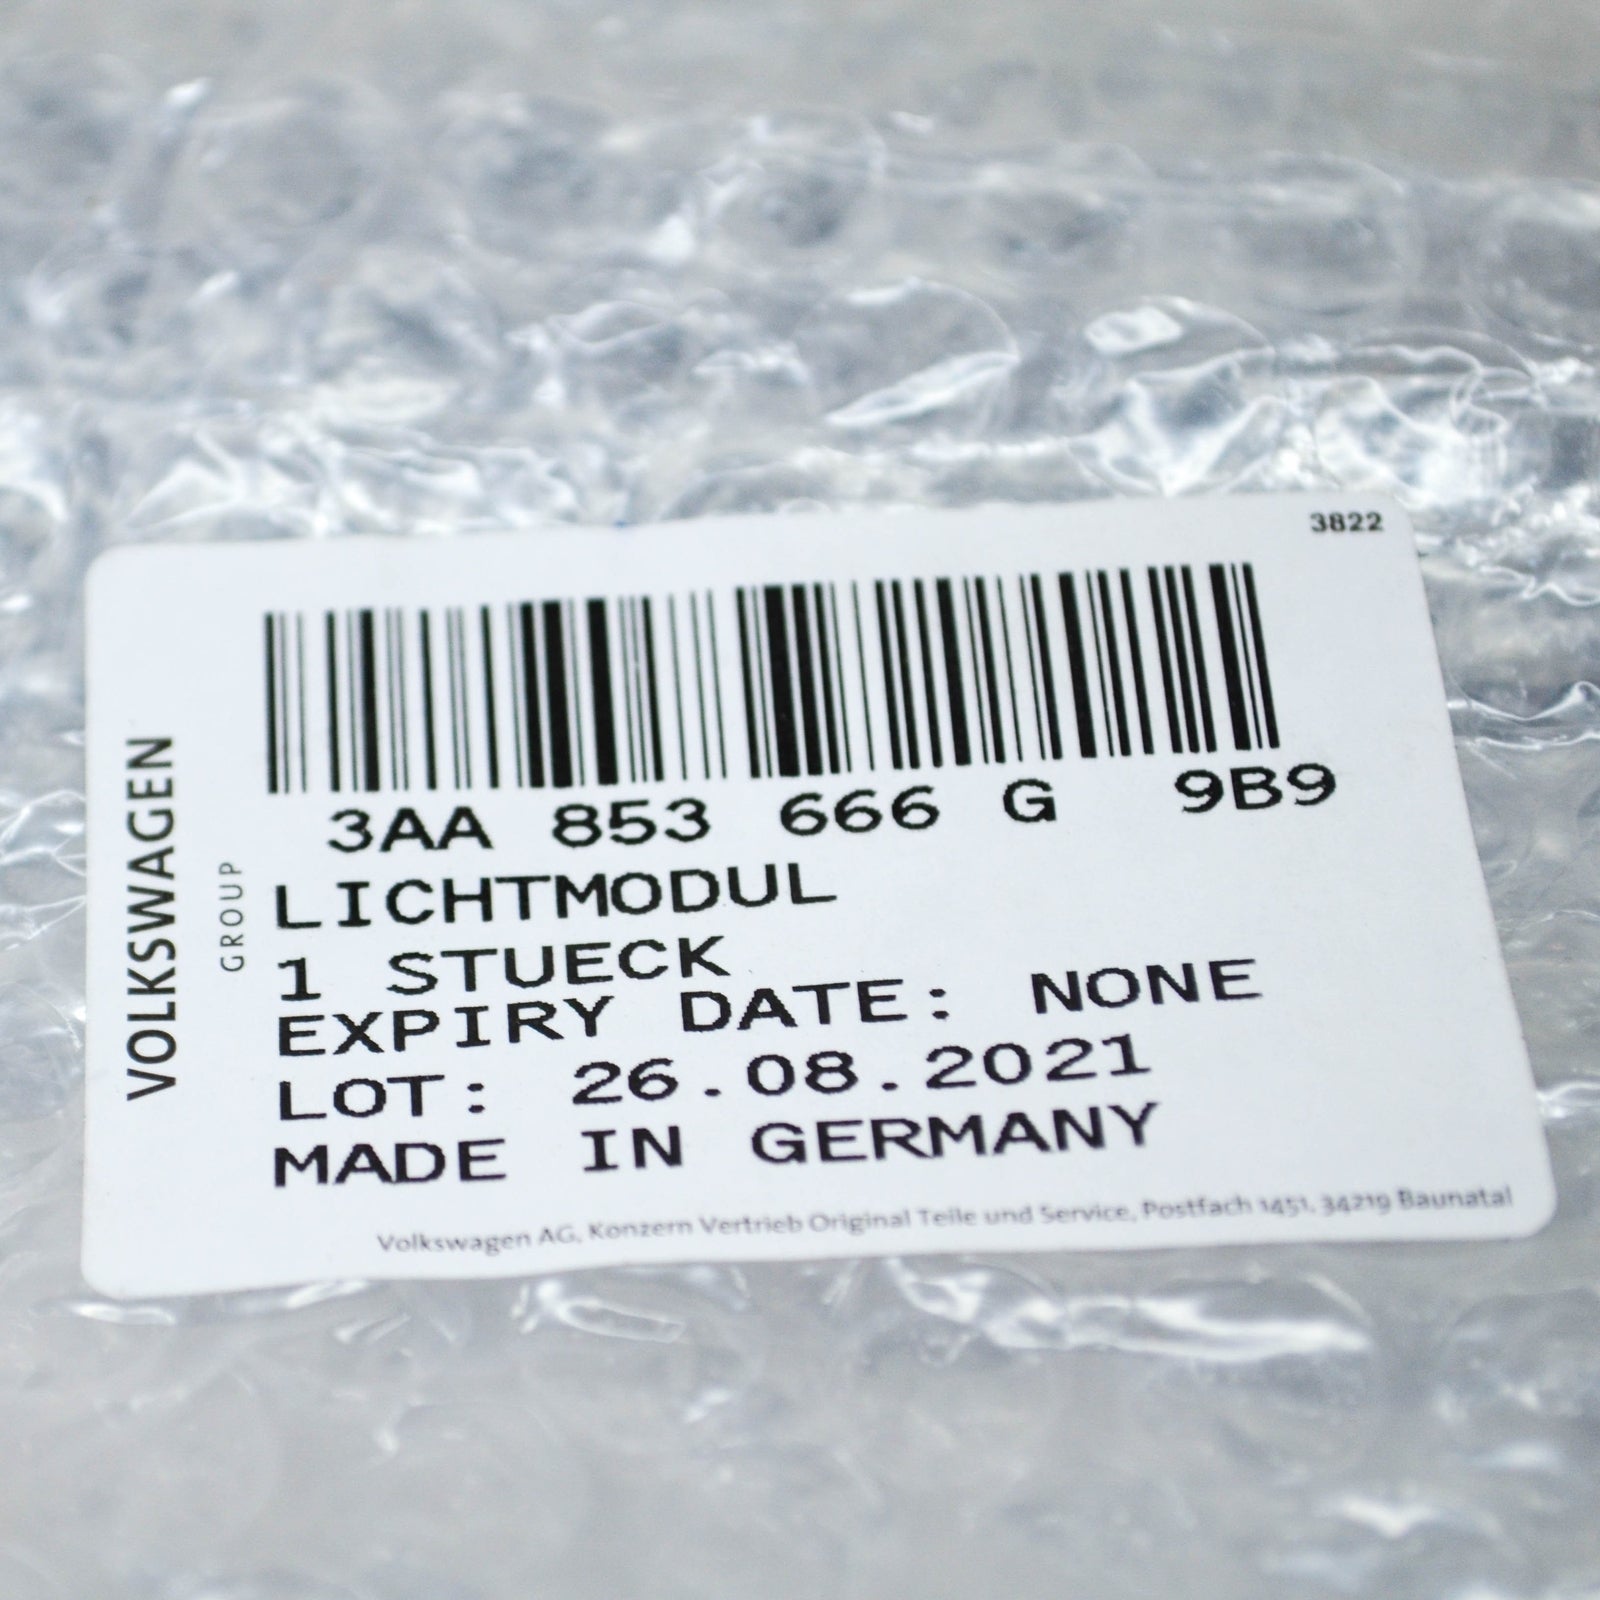 3822
3AA 853 666 G 9B9
VOLKSWAGEN
GROUP
LICHTMODUL
1 STUECK
EXPIRY DATE: NONE
LOT: 26.08.2021
MADE IN GERMANY
Volkswagen AG, Konzern Vertrieb Original Teile und Service, Postfach 1451, 34219 Baunatal